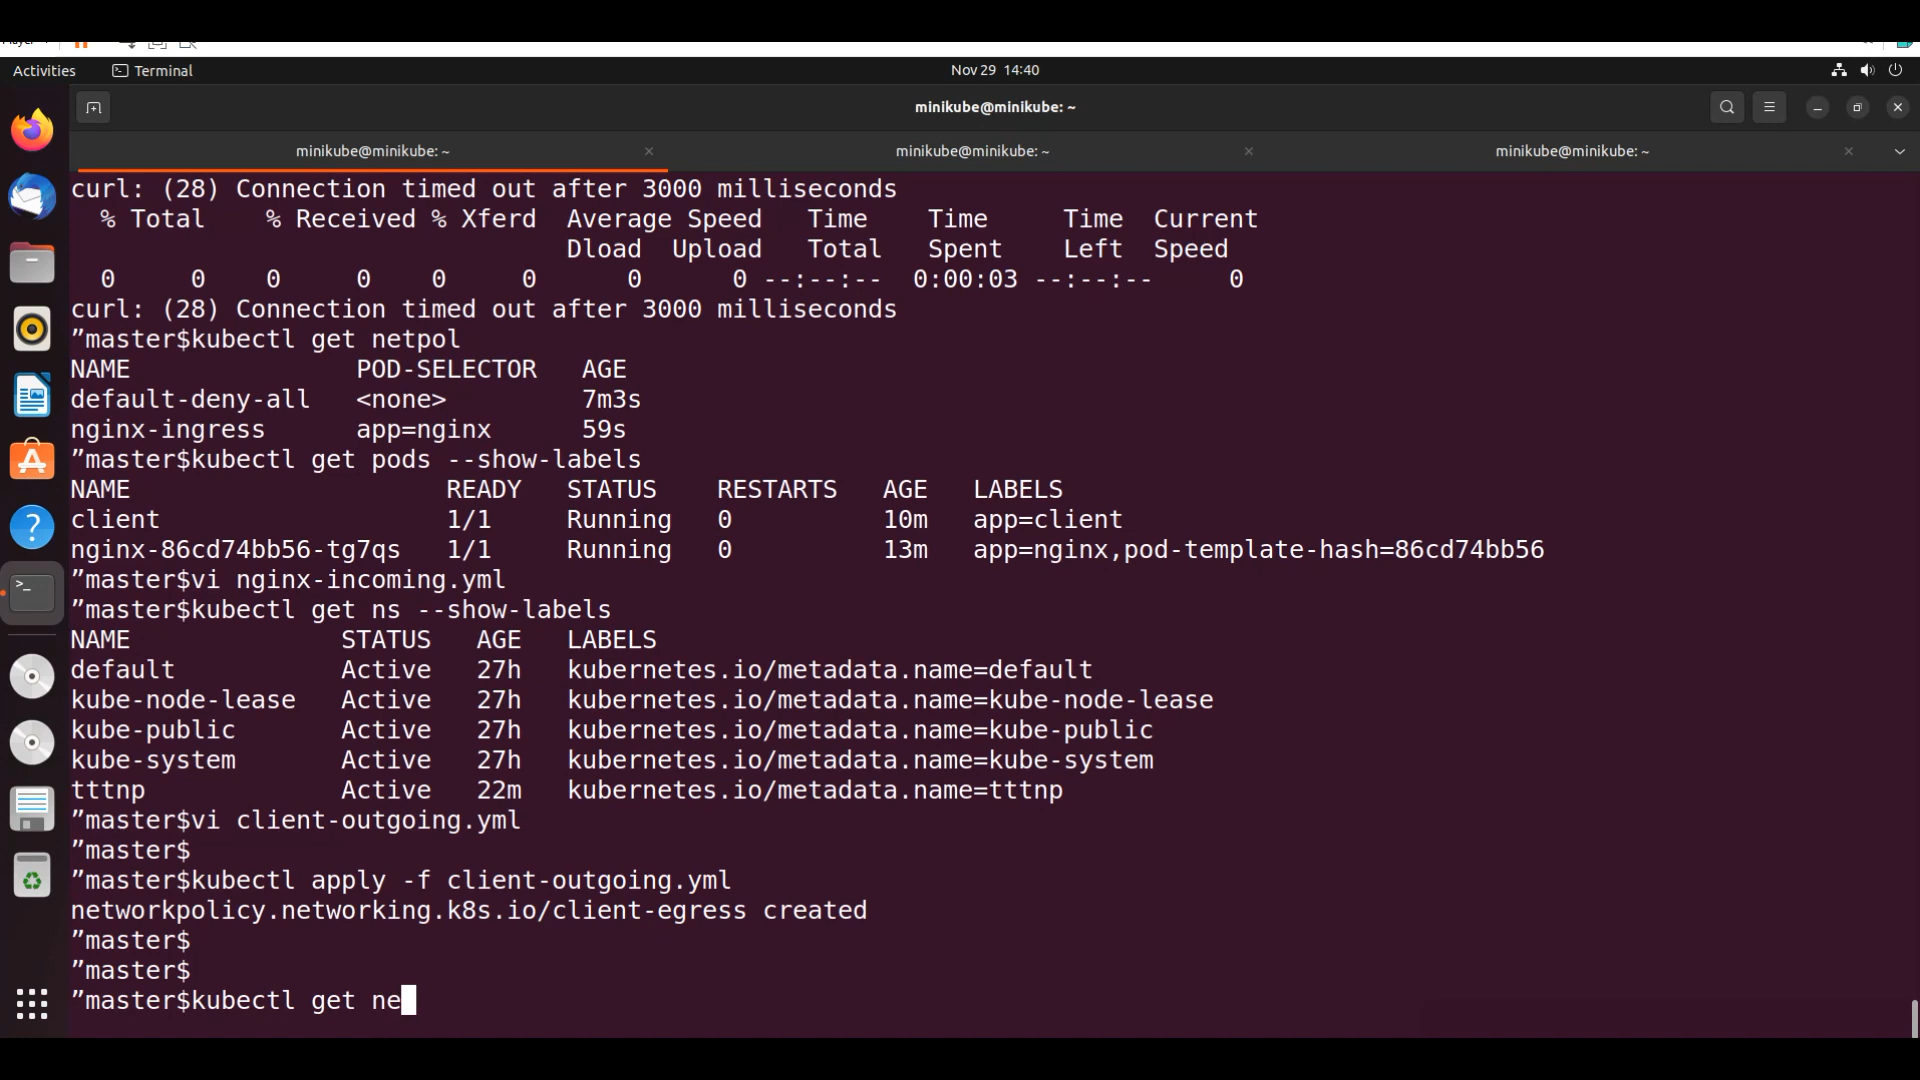 Activities Terminal Nov 29 14:40
minikube@minikube: ~
minikube@minikube: ~ minikube@minikube: ~ minikube@minikube: ~
curl: (28) Connection timed out after 3000 milliseconds
% Total % Received % Xferd Average Speed Time Time Time Current
Dload Upload Total Spent Left Speed
0 0 0 0 0 0 0 0 --:--:-- 0:00:03 --:--:-- 0
curl: (28) Connection timed out after 3000 milliseconds
”master$kubectl get netpol
NAME POD-SELECTOR AGE
default-deny-all <none> 7m3s
nginx-ingress app=nginx 59s
”master$kubectl get pods --show-labels
NAME READY STATUS RESTARTS AGE LABELS
client 1/1 Running 0 10m app=client
nginx-86cd74bb56-tg7qs 1/1 Running 0 13m app=nginx,pod-template-hash=86cd74bb56
”master$vi nginx-incoming.yml
”master$kubectl get ns --show-labels
NAME STATUS AGE LABELS
default Active 27h kubernetes.io/metadata.name=default
kube-node-lease Active 27h kubernetes.io/metadata.name=kube-node-lease
kube-public Active 27h kubernetes.io/metadata.name=kube-public
kube-system Active 27h kubernetes.io/metadata.name=kube-system
tttnp Active 22m kubernetes.io/metadata.name=tttnp
”master$vi client-outgoing.yml
”master$
”master$kubectl apply -f client-outgoing.yml
networkpolicy.networking.k8s.io/client-egress created
”master$
”master$
”master$kubectl get ne